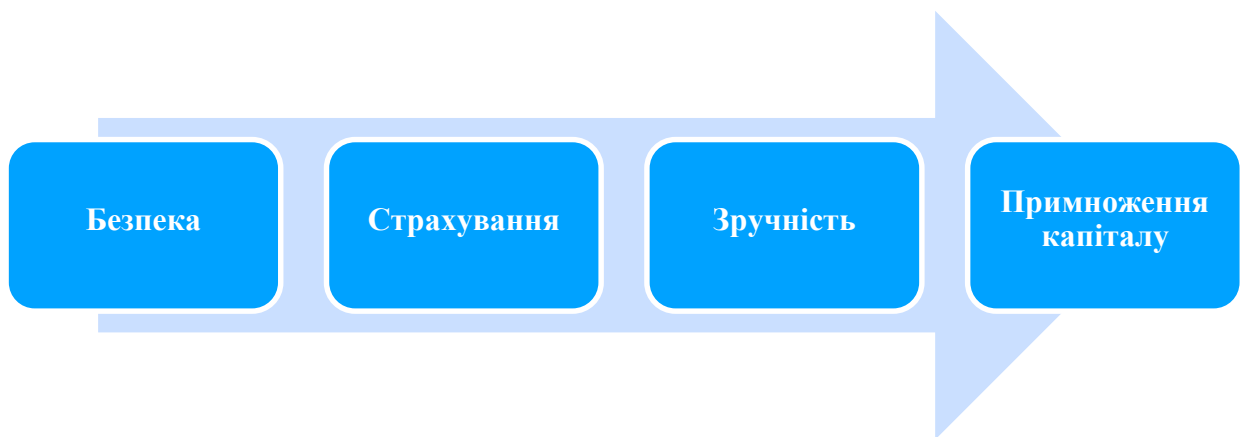 Безпека
Страхування
Зручність
Примноження
капіталу